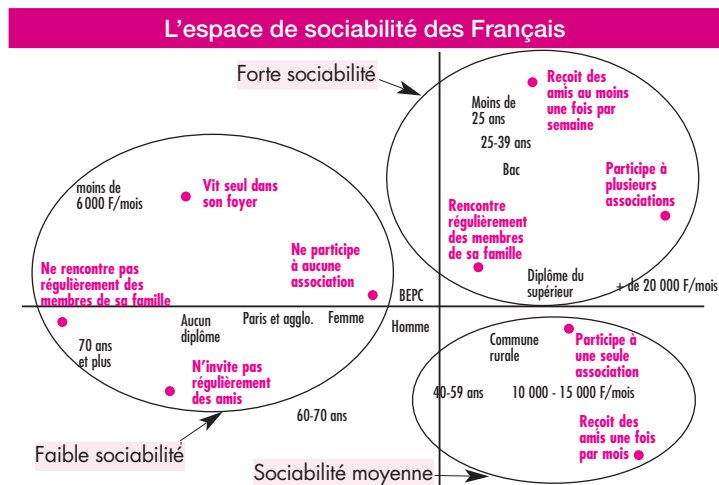 L'espace de sociabilité des Français
Forte sociabilité
Reçoit des
amis au moins
une fois par
semaine
Moins de
25 ans
25-39 ans
Bac
Participe à
plusieurs
associations
Rencontre
régulièrement
des membres
de sa famille
Diplôme du
supérieur
+ de 20 000 F/mois
moins de
6 000 F/mois
Vit seul dans
son foyer
Ne participe
à aucune
association
Ne rencontre pas
régulièrement des
membres de sa famille
BEPC
Paris et agglo.
Femme
Homme
Aucun
diplôme
70 ans
et plus
N'invite pas
régulièrement
des amis
60-70 ans
Faible sociabilité
Commune
rurale
Participe à
une seule
association
40-59 ans
10 000 - 15 000 F/mois
Reçoit des
amis une fois
par mois
Sociabilité moyenne